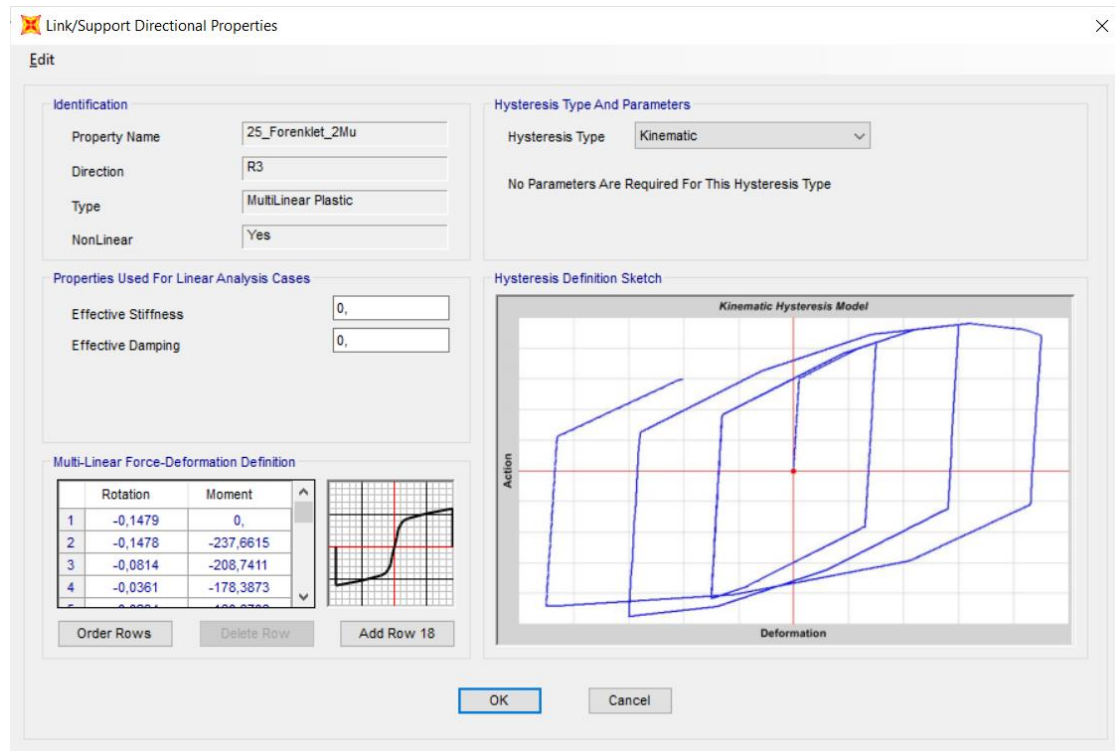 Link/Support Directional Properties
Edit
Identification
Property Name 25_Forenklet_2Mu
Direction R3
Type MultiLinear Plastic
NonLinear Yes
Hysteresis Type And Parameters
Hysteresis Type Kinematic
No Parameters Are Required For This Hysteresis Type
Properties Used For Linear Analysis Cases
Effective Stiffness 0,
Effective Damping 0,
Hysteresis Definition Sketch
Kinematic Hysteresis Model
Action
Deformation
Multi-Linear Force-Deformation Definition
Rotation Moment
1 -0,1479 0,
2 -0,1478 -237,6615
3 -0,0814 -208,7411
4 -0,0361 -178,3873
Order Rows Delete Row Add Row 18
OK Cancel